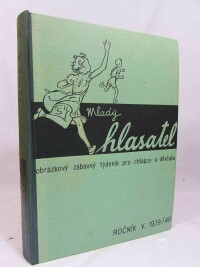 Mladý
hlasatel
obrázkový zábavný týdeník pro chlapce a děvčata
ROČNÍK V. 1939/40